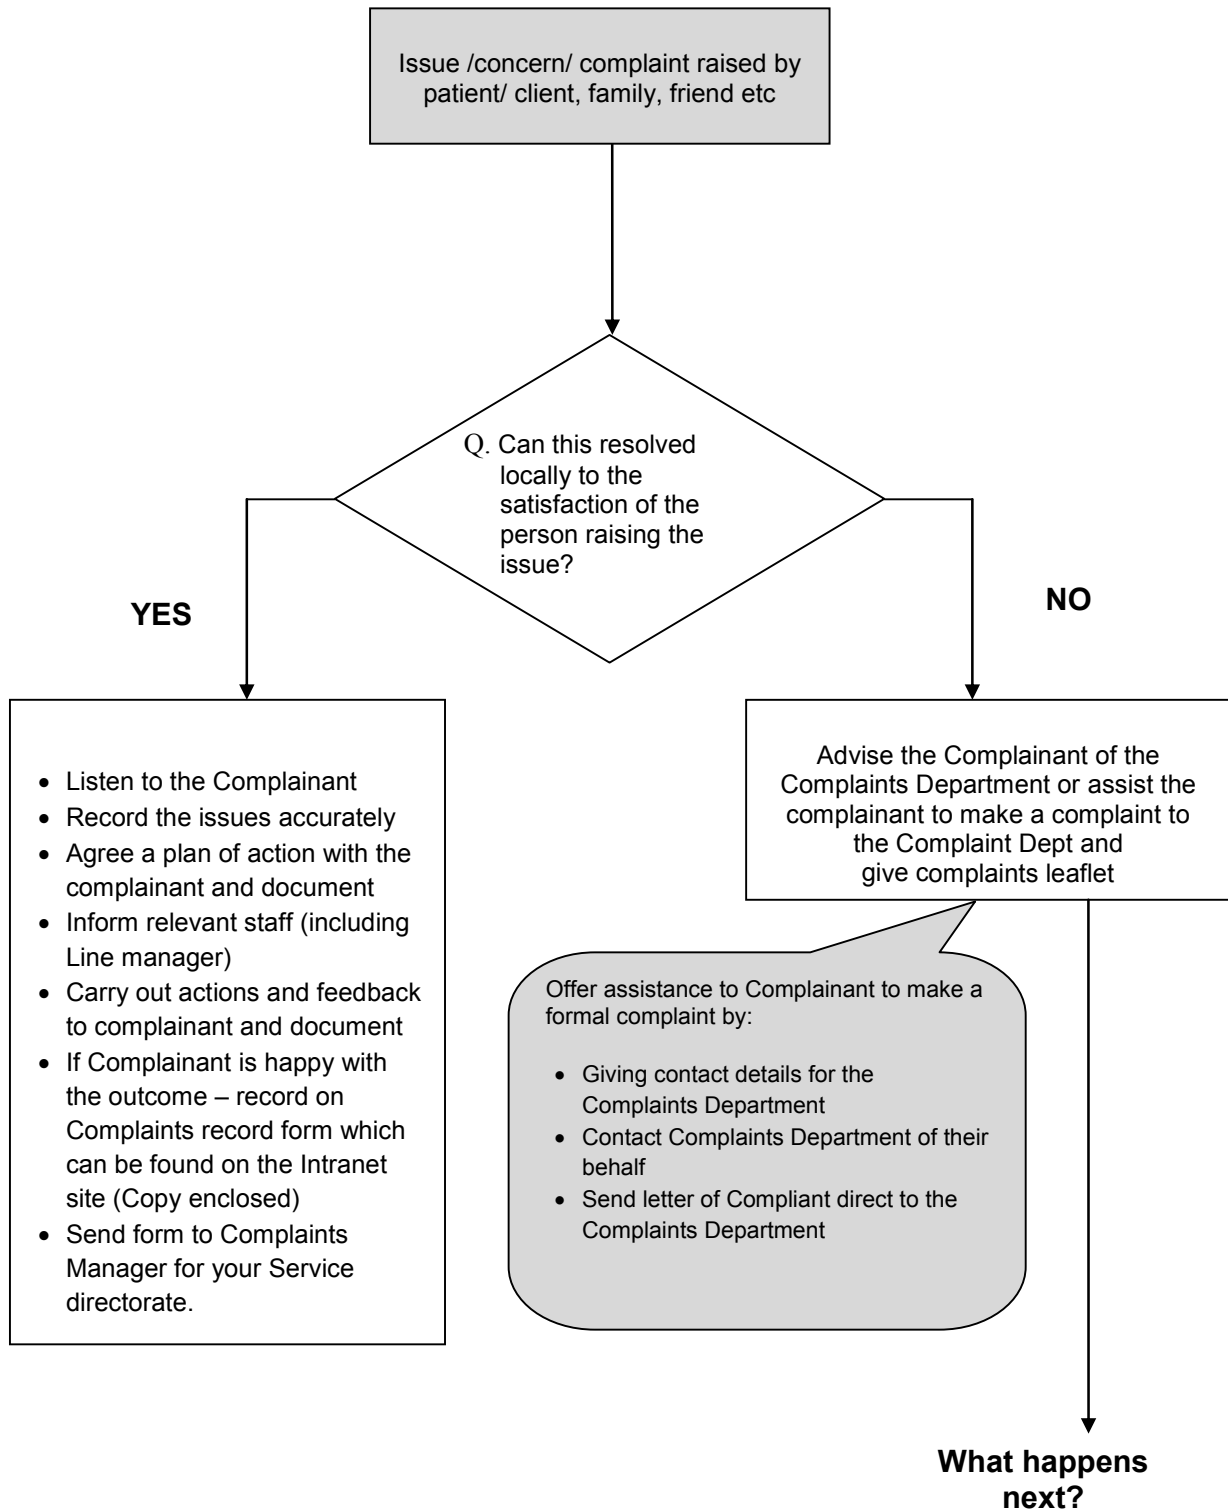 Issue /concern/ complaint raised by
patient/ client, family, friend etc
Q. Can this resolved
locally to the
satisfaction of the
person raising the
issue?
YES
NO
• Listen to the Complainant
• Record the issues accurately
• Agree a plan of action with the
complainant and document
• Inform relevant staff (including
Line manager)
• Carry out actions and feedback
to complainant and document
• If Complainant is happy with
the outcome – record on
Complaints record form which
can be found on the Intranet
site (Copy enclosed)
• Send form to Complaints
Manager for your Service
directorate.
Advise the Complainant of the
Complaints Department or assist the
complainant to make a complaint to
the Complaint Dept and
give complaints leaflet
Offer assistance to Complainant to make a
formal complaint by:
• Giving contact details for the
Complaints Department
• Contact Complaints Department of their
behalf
• Send letter of Compliant direct to the
Complaints Department
What happens
next?